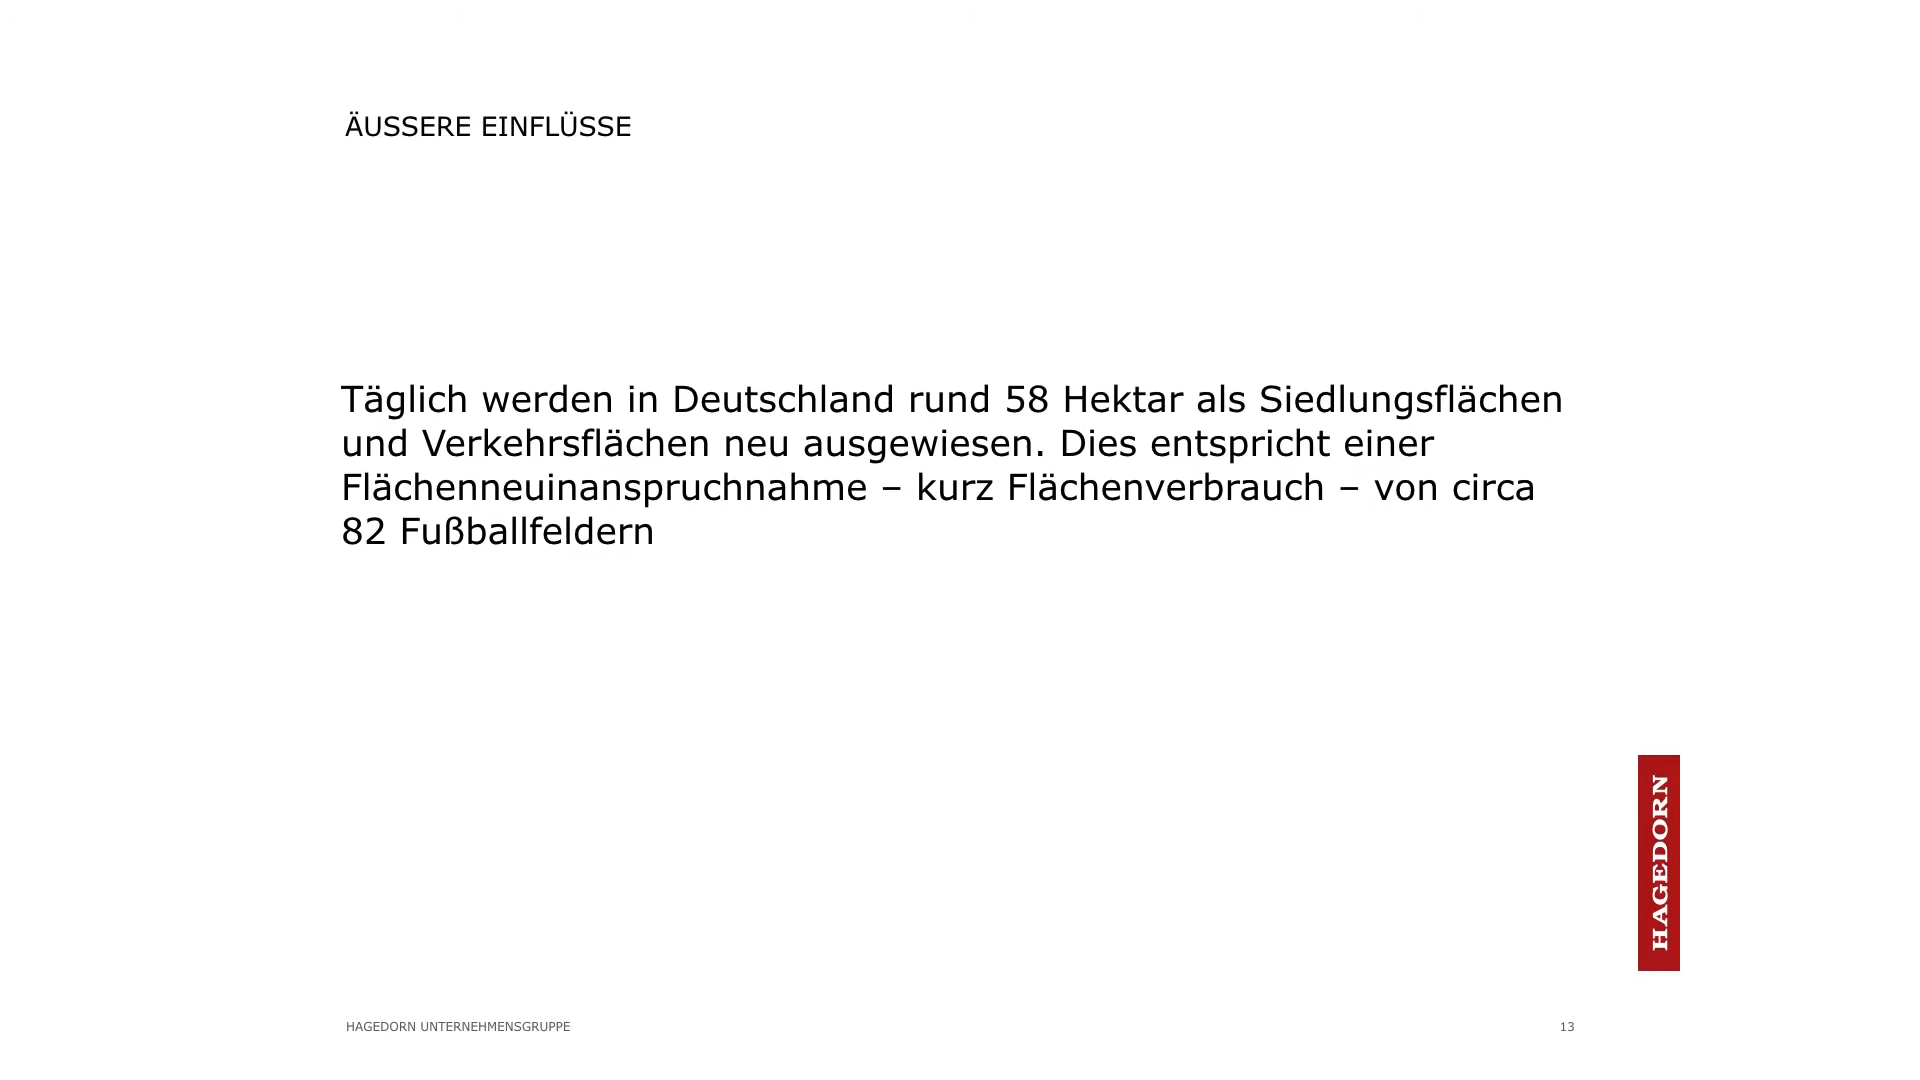 ÄUSSERE EINFLÜSSE
Täglich werden in Deutschland rund 58 Hektar als Siedlungsflächen
und Verkehrsflächen neu ausgewiesen. Dies entspricht einer
Flächenneuinanspruchnahme – kurz Flächenverbrauch – von circa
82 Fußballfeldern
HAGEDORN
HAGEDORN UNTERNEHMENSGRUPPE
13